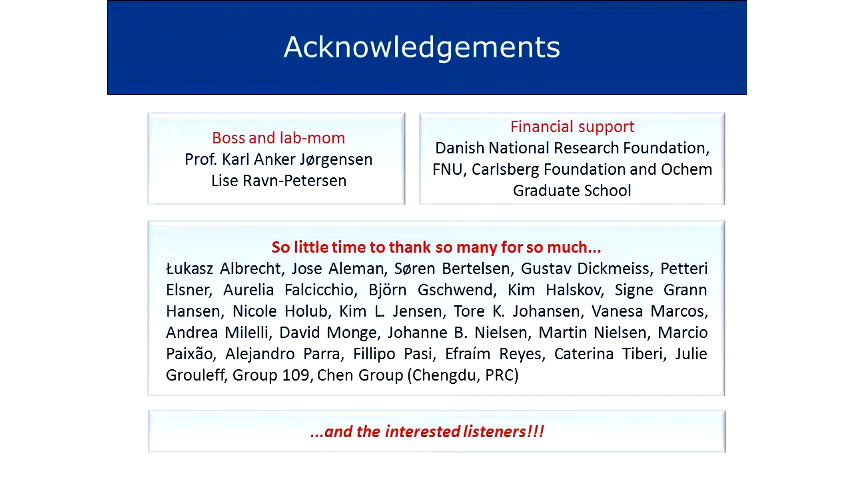 Acknowledgements
Boss and lab-mom
Prof. Karl Anker Jørgensen
Lise Ravn-Petersen
Financial support
Danish National Research Foundation,
FNU, Carlsberg Foundation and Ochem
Graduate School
So little time to thank so many for so much...
Łukasz Albrecht, Jose Aleman, Søren Bertelsen, Gustav Dickmeiss, Petteri
Elsner, Aurelia Falcicchio, Björn Gschwend, Kim Halskov, Signe Grann
Hansen, Nicole Holub, Kim L. Jensen, Tore K. Johansen, Vanesa Marcos,
Andrea Milelli, David Monge, Johanne B. Nielsen, Martin Nielsen, Marcio
Paixão, Alejandro Parra, Fillipo Pasi, Efraím Reyes, Caterina Tiberi, Julie
Grouleff, Group 109, Chen Group (Chengdu, PRC)
...and the interested listeners!!!